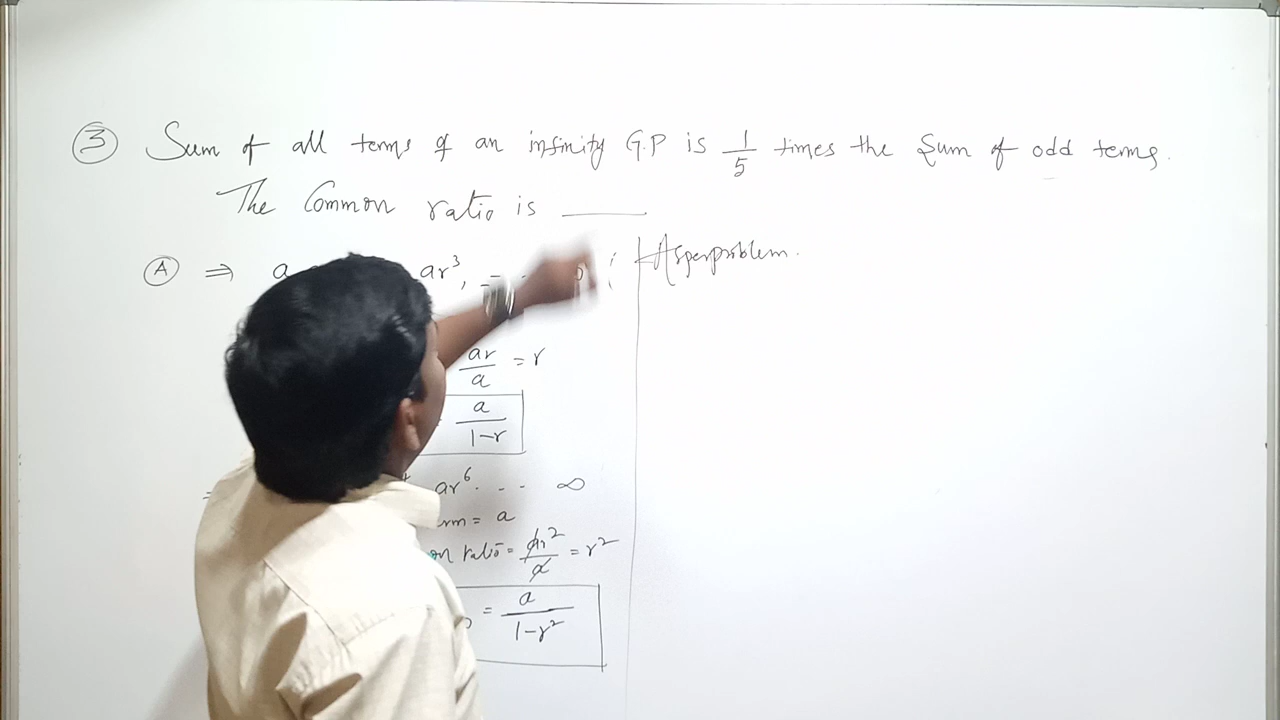 ③ Sum of all terms of an infinity G.P is 1/5 times the sum of odd terms.
The Common ratio is ____
Ⓐ ⇒ a ar³, - - -
ar/a = r
a/1-r
ar⁶. - - ∞
rm = a
on ratio = ar²/a = r²
= a/1-r²
As per problem.